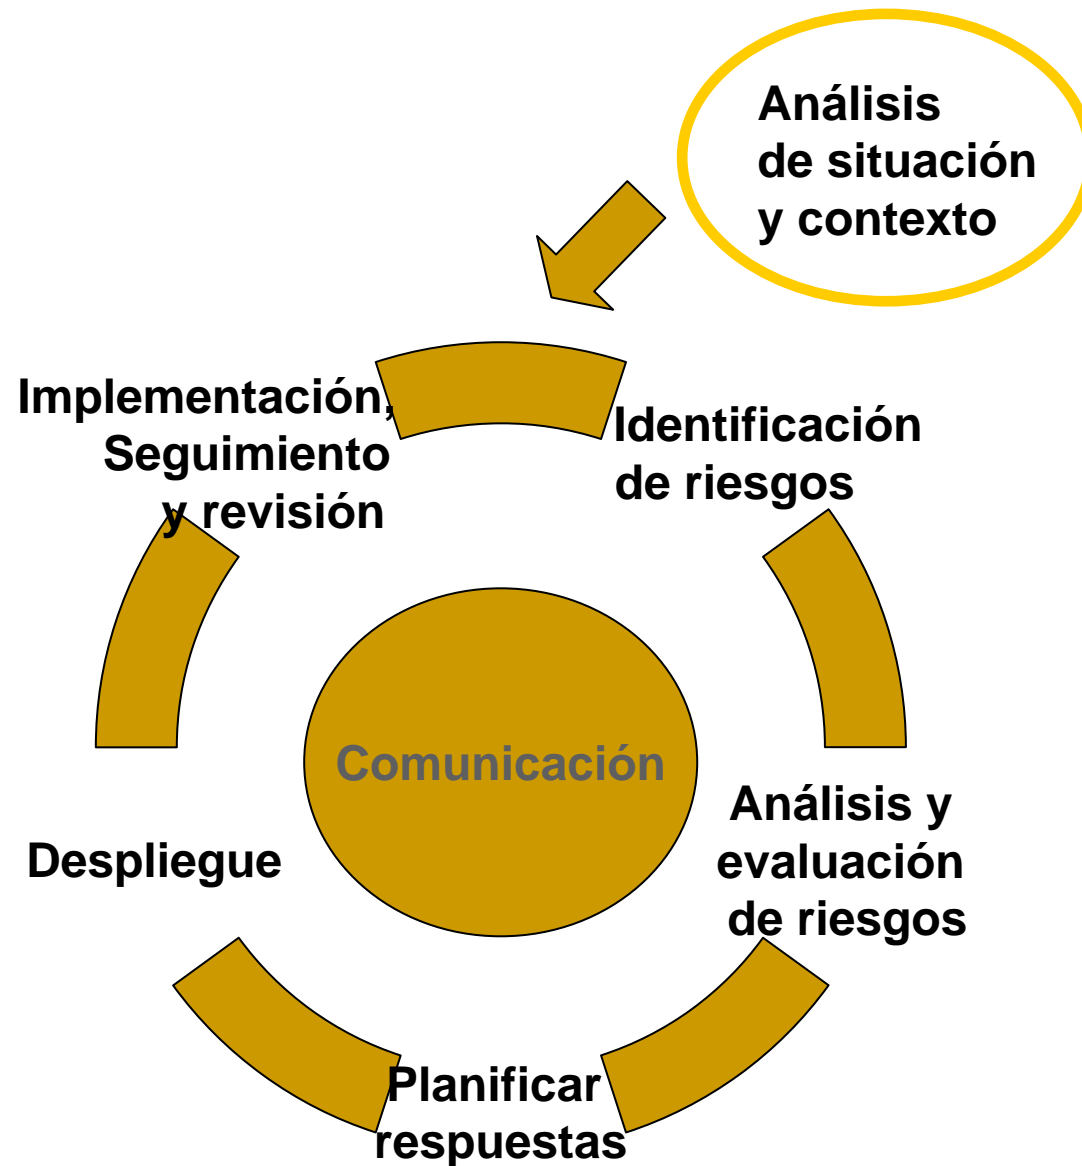 Análisis
de situación
y contexto
Implementación,
Seguimiento
y revisión
Identificación
de riesgos
Comunicación
Análisis y
evaluación
de riesgos
Despliegue
Planificar
respuestas